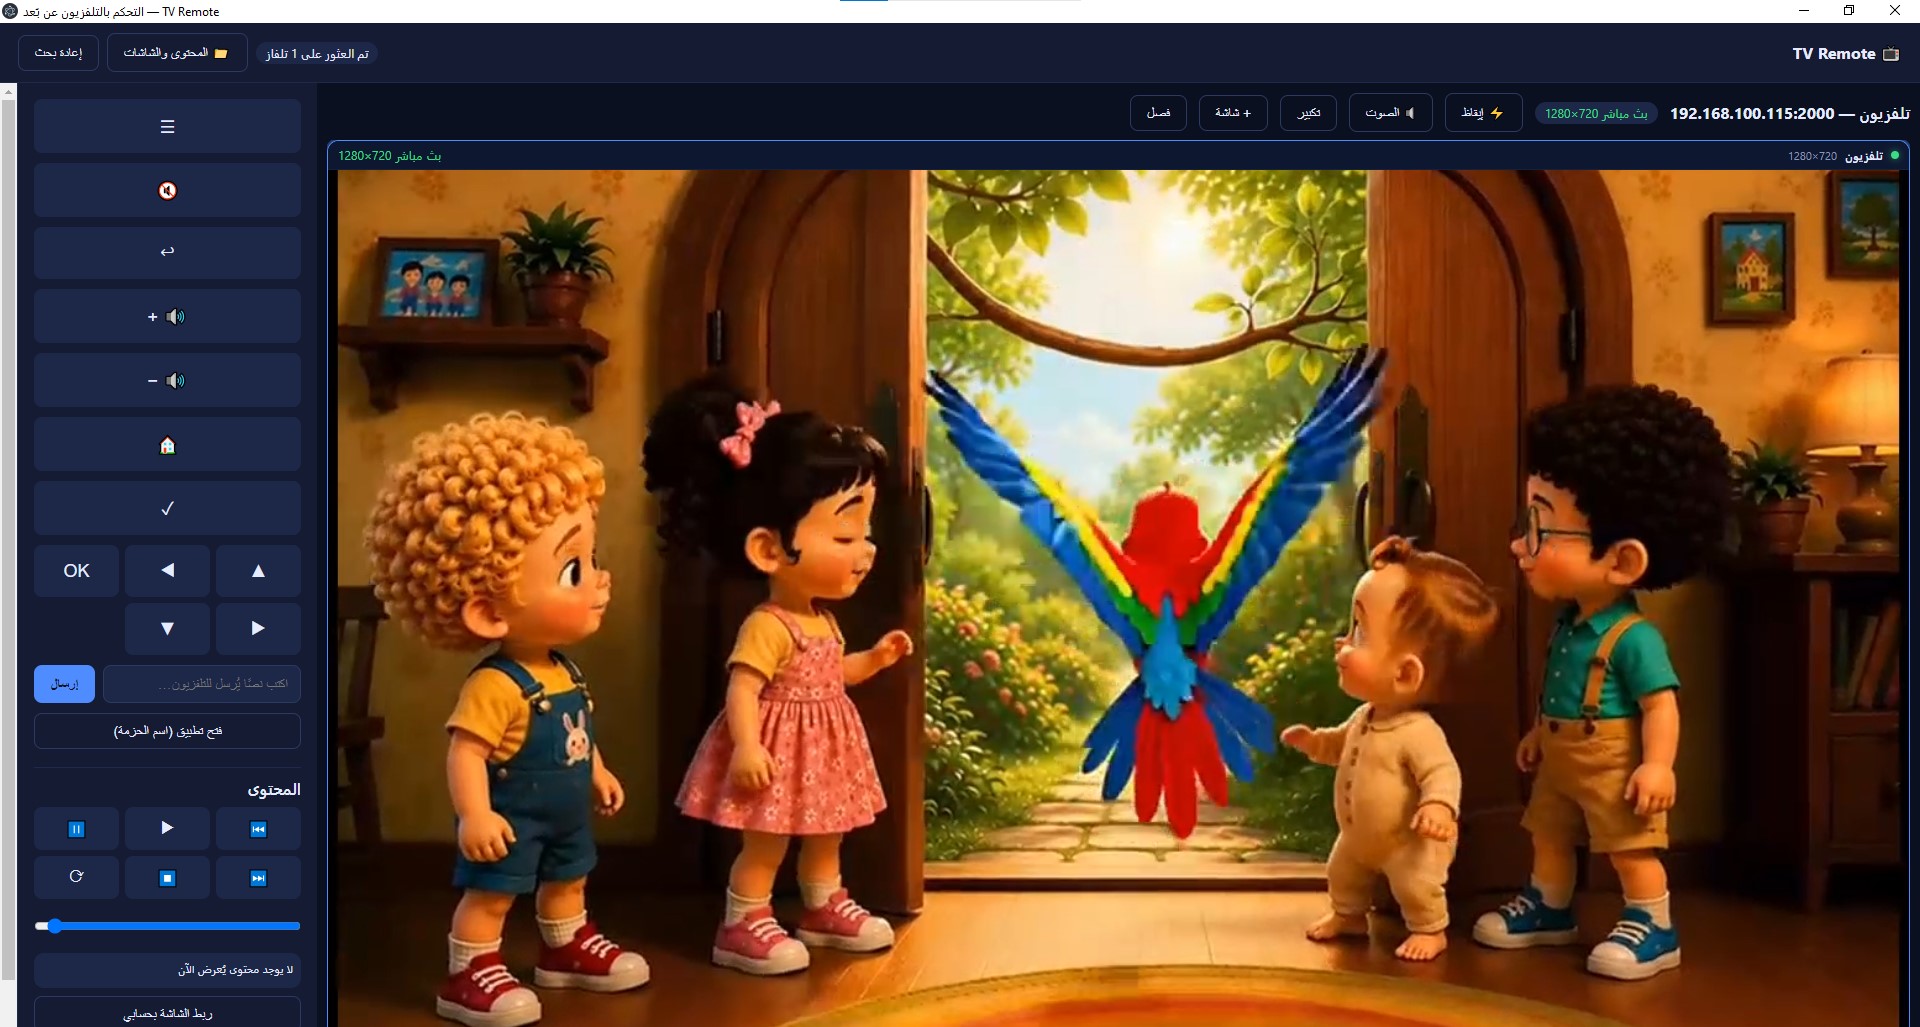 التحكم بالتلفزيون عن بُعد — TV Remote
TV Remote
تم العثور على 1 تلفاز
المحتوى والشاشات
إعادة بحث
تلفزيون — 192.168.100.115:2000
بث مباشر 720×1280
إيقاظ
الصوت
تكبير
+ شاشة
فصل
تلفزيون 1280×720
بث مباشر 720×1280
+
−
OK
اكتب نصًا يُرسل للتلفزيون...
إرسال
فتح تطبيق (اسم الحزمة)
المحتوى
لا يوجد محتوى يُعرض الآن
ربط الشاشة بحسابي